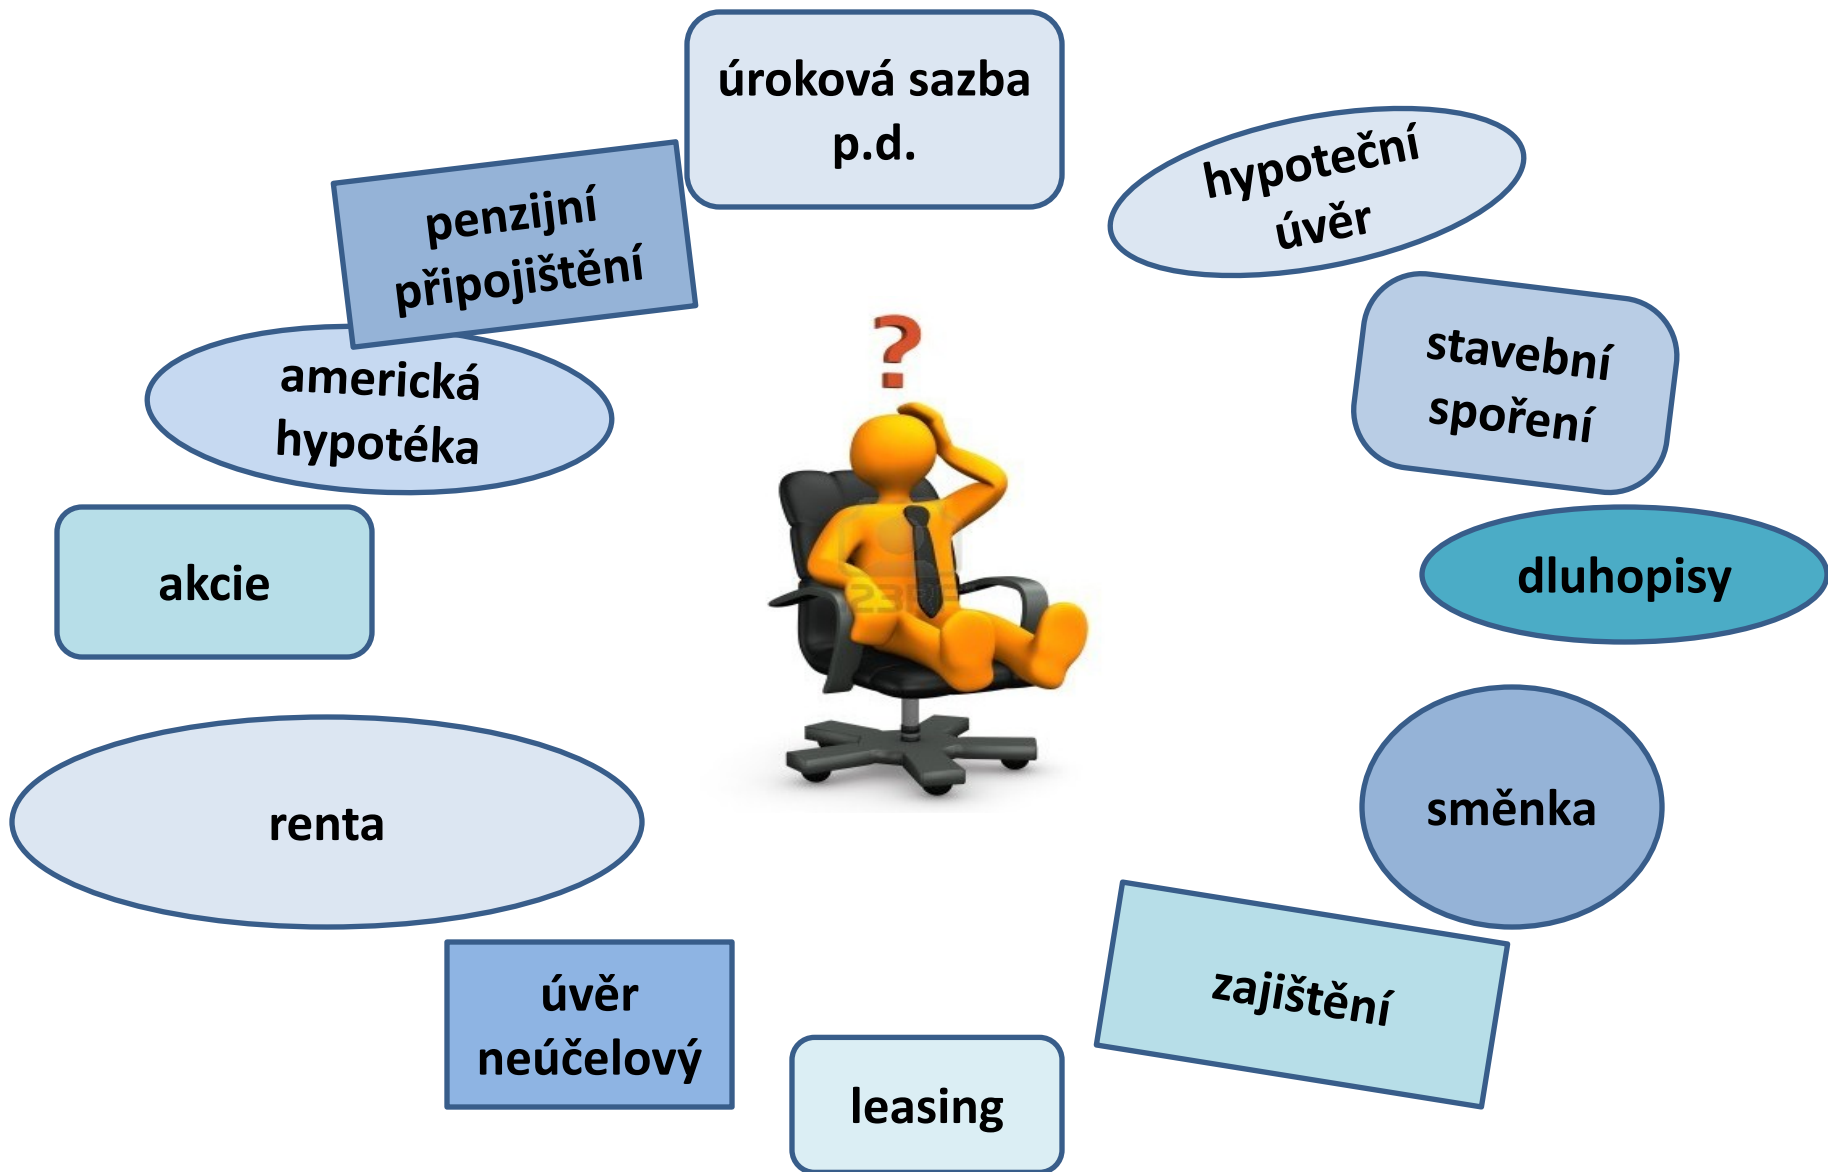 úroková sazba
p.d.
hypoteční
úvěr
penzijní
připojištění
stavební
spoření
americká
hypotéka
akcie
dluhopisy
renta
směnka
zajištění
úvěr
neúčelový
leasing
?